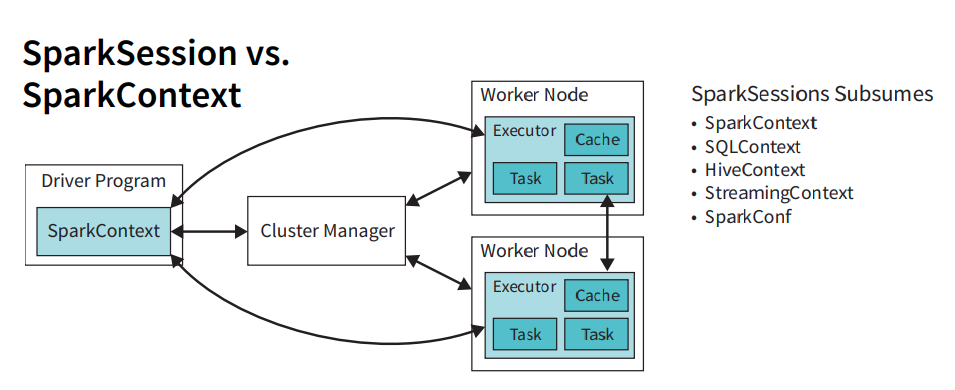 SparkSession vs.
SparkContext
Driver Program
SparkContext
Cluster Manager
Worker Node
Executor
Cache
Task
Task
Worker Node
Executor
Cache
Task
Task
SparkSessions Subsumes
• SparkContext
• SQLContext
• HiveContext
• StreamingContext
• SparkConf